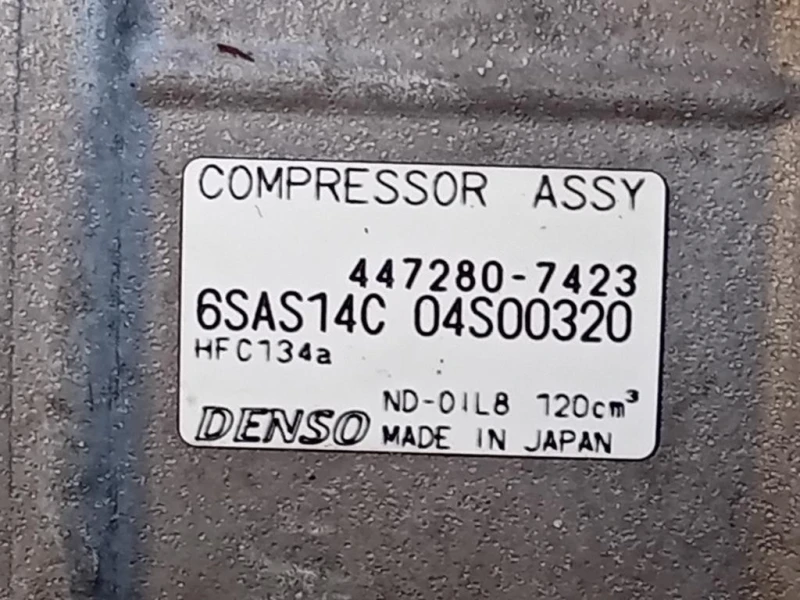 COMPRESSOR ASSY
447280-7423
6SAS14C 04S00320
HFC134a
ND-OIL8 120cm³
DENSO MADE IN JAPAN